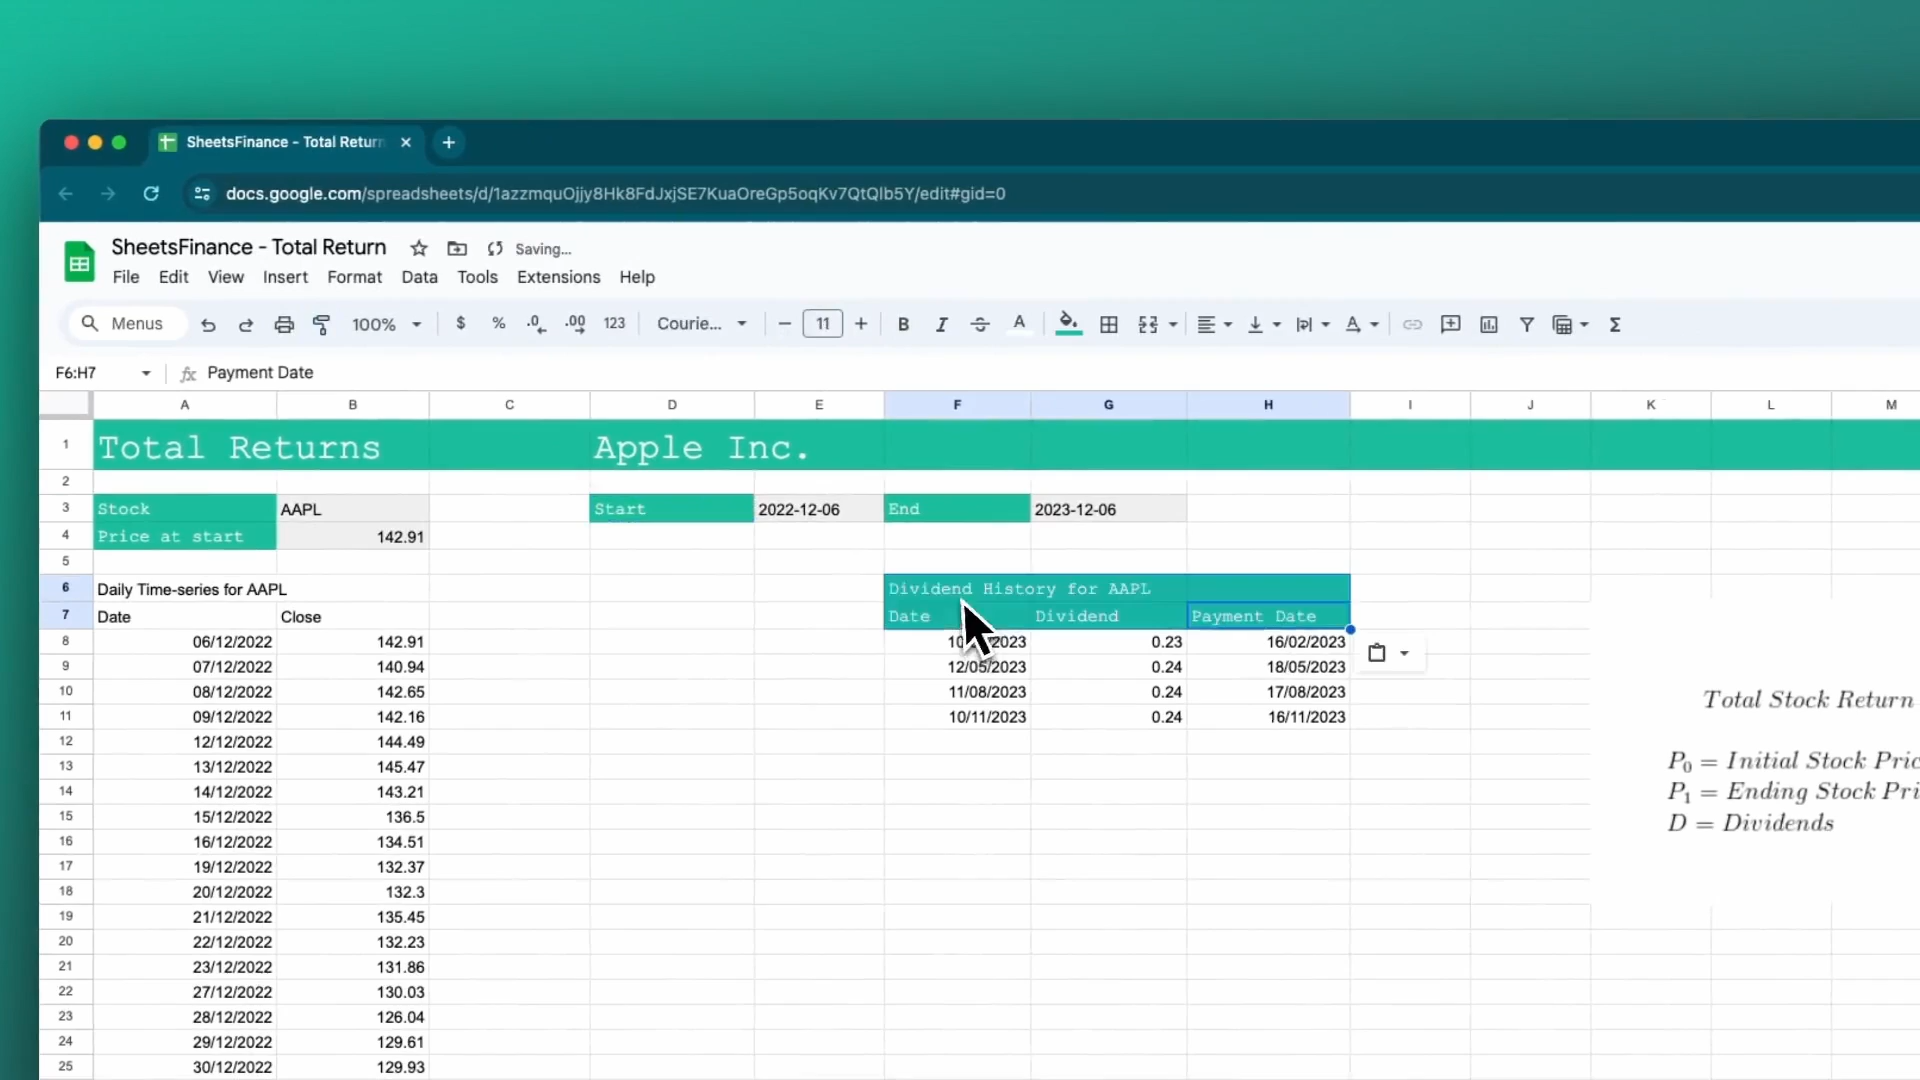 SheetsFinance - Total Return
docs.google.com/spreadsheets/d/1azzmquOjjy8Hk8FdJxjSE7KuaOreGp5oqKv7QtQlb5Y/edit#gid=0
SheetsFinance - Total Return Saving...
File Edit View Insert Format Data Tools Extensions Help
Menus 100% $ % .0 .00 123 Courie... 11 B I A
F6:H7 fx Payment Date
A B C D E F G H I J K L M
1 Total Returns Apple Inc.
2
3 Stock AAPL Start 2022-12-06 End 2023-12-06
4 Price at start 142.91
5
6 Daily Time-series for AAPL Dividend History for AAPL
7 Date Close Date Dividend Payment Date
8 06/12/2022 142.91 0.23 16/02/2023
9 07/12/2022 140.94 12/05/2023 0.24 18/05/2023
10 08/12/2022 142.65 11/08/2023 0.24 17/08/2023
11 09/12/2022 142.16 10/11/2023 0.24 16/11/2023
Total Stock Return
12 12/12/2022 144.49
13 13/12/2022 145.47
P0 = Initial Stock Pric
14 14/12/2022 143.21
P1 = Ending Stock Pri
15 15/12/2022 136.5
D = Dividends
16 16/12/2022 134.51
17 19/12/2022 132.37
18 20/12/2022 132.3
19 21/12/2022 135.45
20 22/12/2022 132.23
21 23/12/2022 131.86
22 27/12/2022 130.03
23 28/12/2022 126.04
24 29/12/2022 129.61
25 30/12/2022 129.93